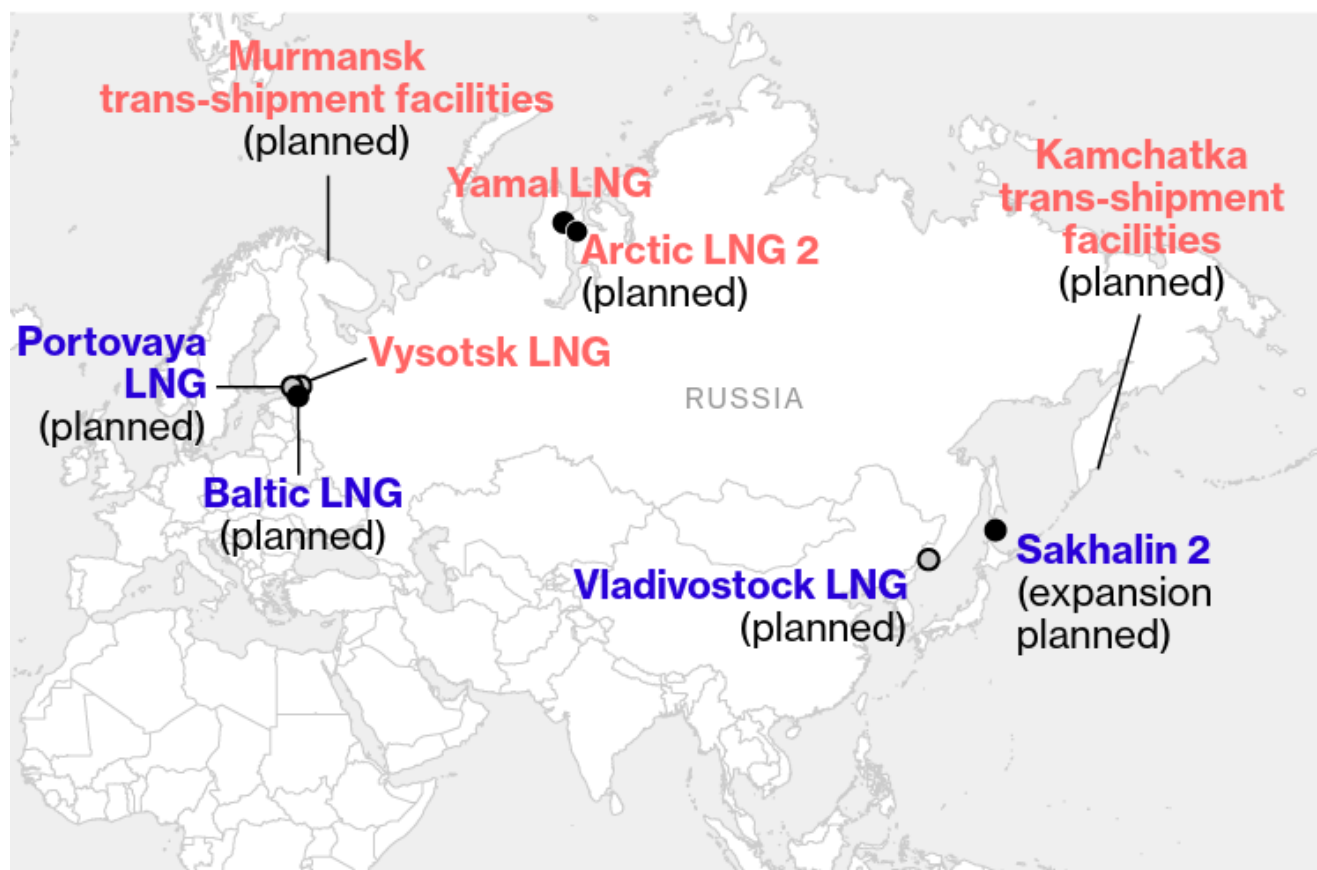 Murmansk
trans-shipment facilities
(planned)
Kamchatka
trans-shipment
facilities
(planned)
Yamal LNG
Arctic LNG 2
(planned)
Portovaya
LNG
(planned)
Vysotsk LNG
RUSSIA
Baltic LNG
(planned)
Vladivostock LNG
(planned)
Sakhalin 2
(expansion
planned)